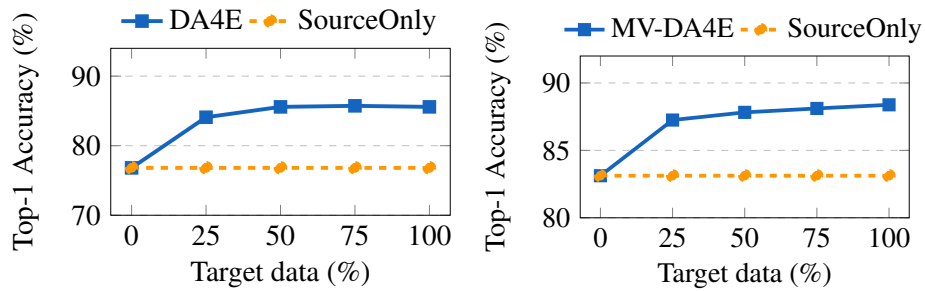 DA4E SourceOnly
Top-1 Accuracy (%)
90
80
70
0 25 50 75 100
Target data (%)
MV-DA4E SourceOnly
Top-1 Accuracy (%)
90
85
80
0 25 50 75 100
Target data (%)